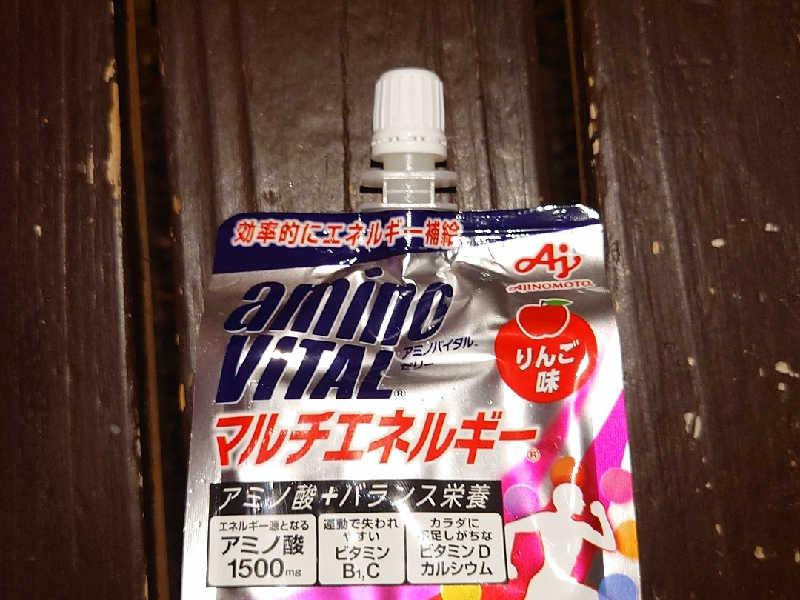 効率的にエネルギー補給
Aj
AJINOMOTO
amino
VITAL®
アミノバイタル™
ゼリー
りんご
味
マルチエネルギー®
アミノ酸+バランス栄養
エネルギー源となる
アミノ酸
1500mg
運動で失われ
やすい
ビタミン
B1,C
カラダに
不足しがちな
ビタミンD
カルシウム